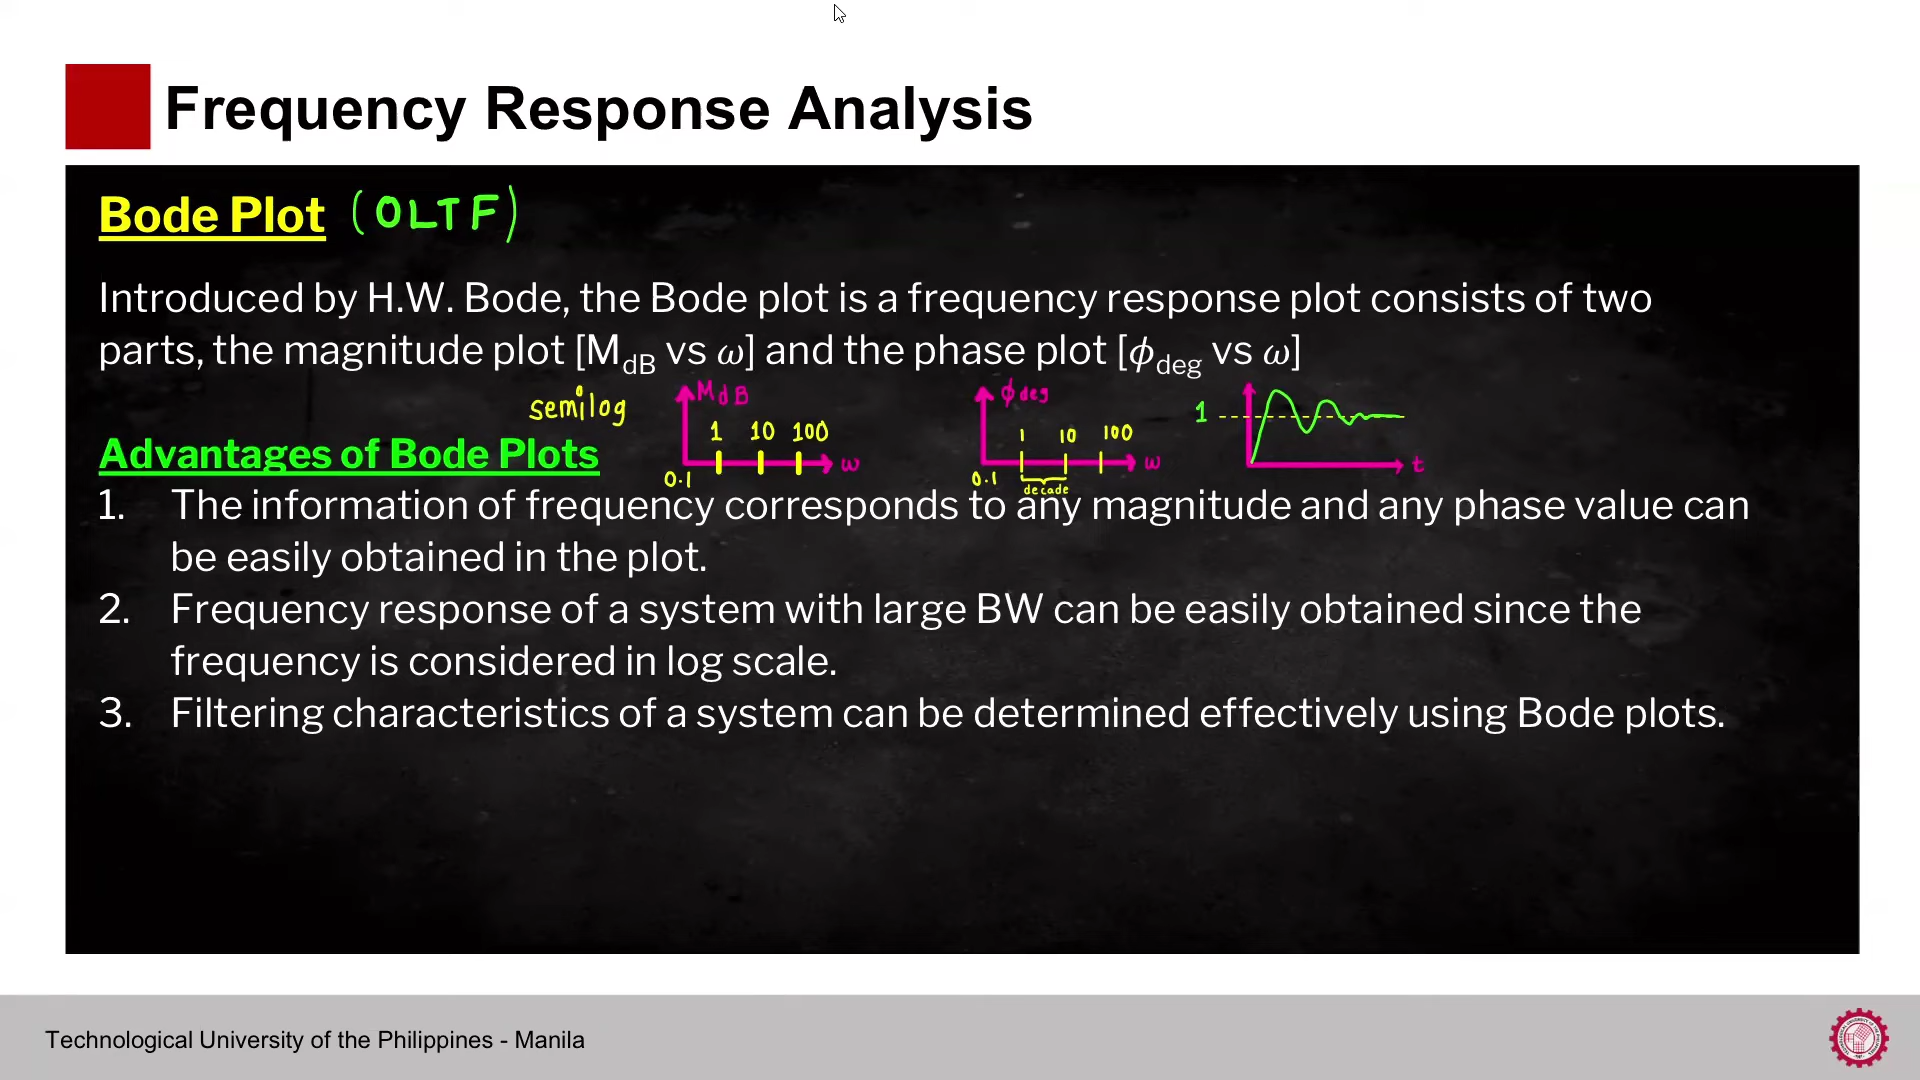 Frequency Response Analysis
Bode Plot (OLTF)
Introduced by H.W. Bode, the Bode plot is a frequency response plot consists of two
parts, the magnitude plot [MdB vs ω] and the phase plot [ϕdeg vs ω]
semilog
MdB
1 10 100
0.1
ω
ϕdeg
1 10 100
0.1
decade
ω
1
t
Advantages of Bode Plots
1. The information of frequency corresponds to any magnitude and any phase value can
be easily obtained in the plot.
2. Frequency response of a system with large BW can be easily obtained since the
frequency is considered in log scale.
3. Filtering characteristics of a system can be determined effectively using Bode plots.
Technological University of the Philippines - Manila